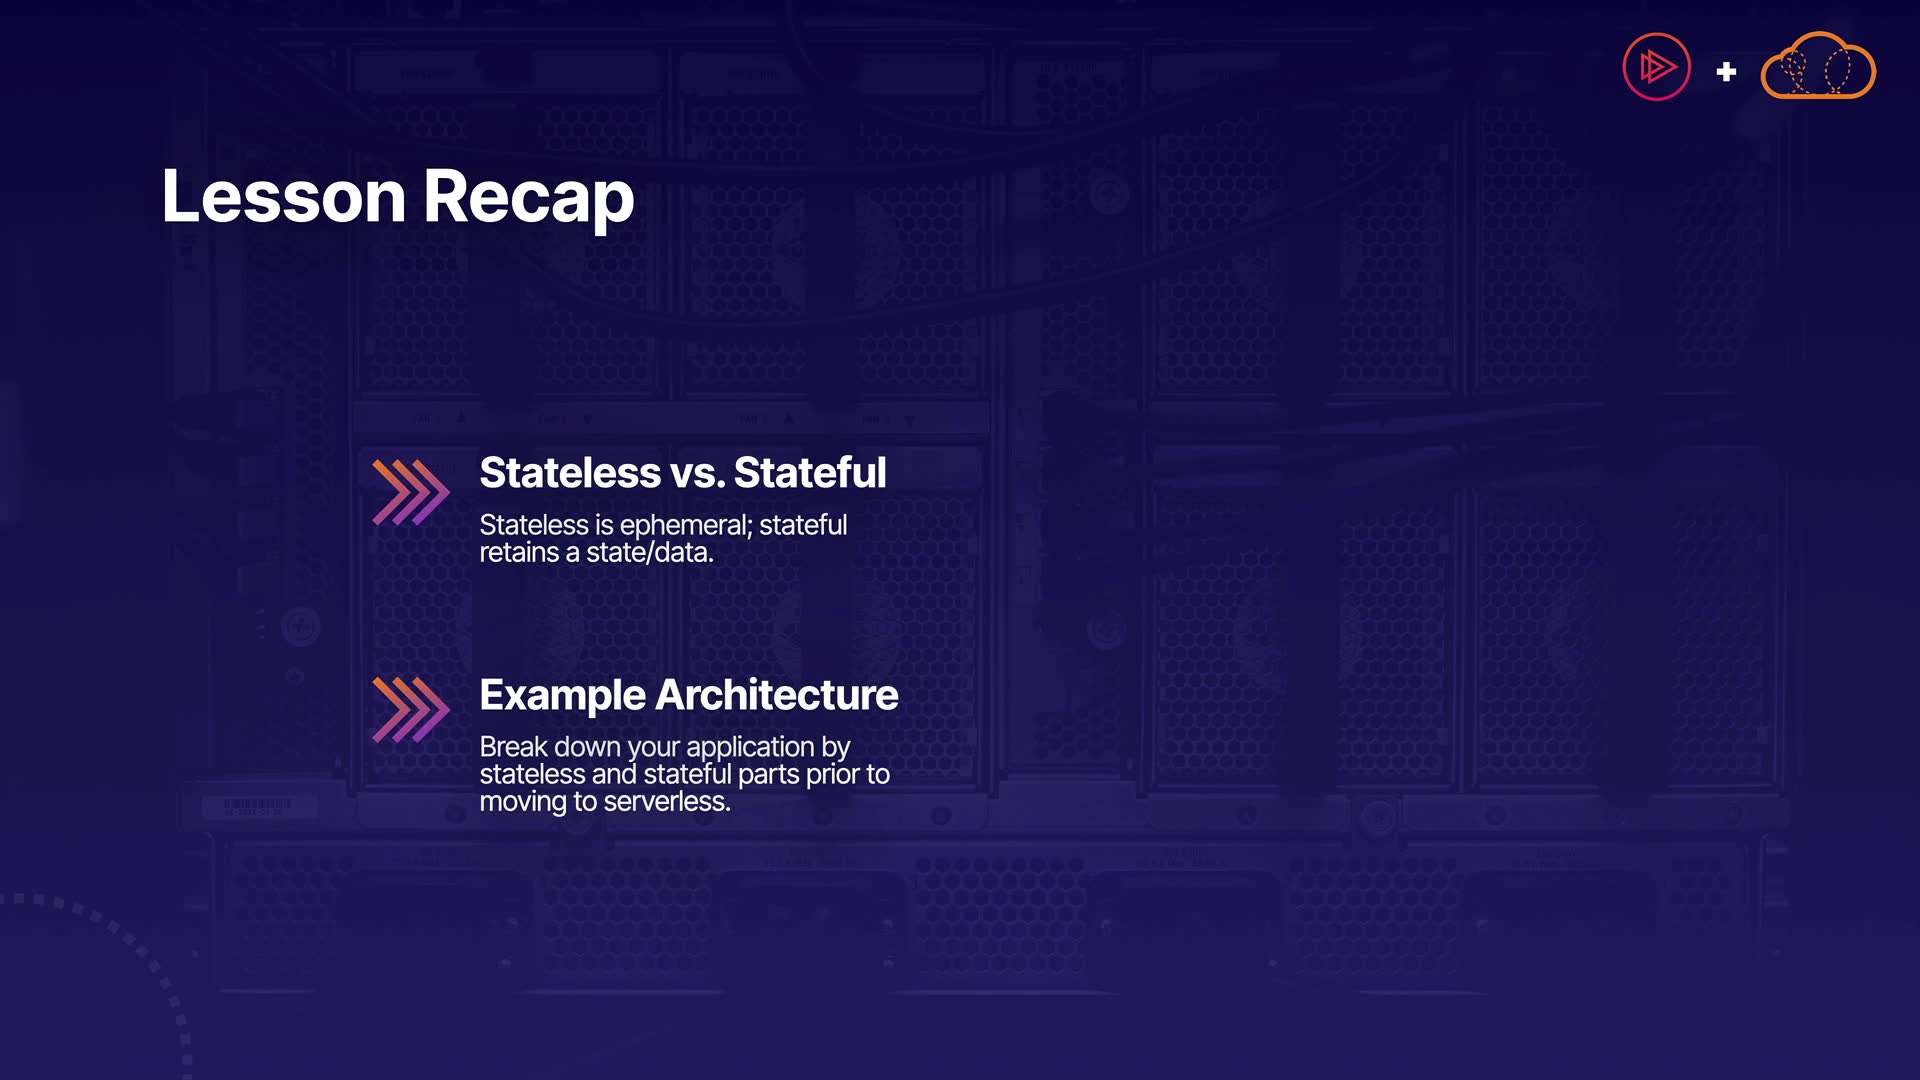 Lesson Recap
Stateless vs. Stateful
Stateless is ephemeral; stateful
retains a state/data.
Example Architecture
Break down your application by
stateless and stateful parts prior to
moving to serverless.